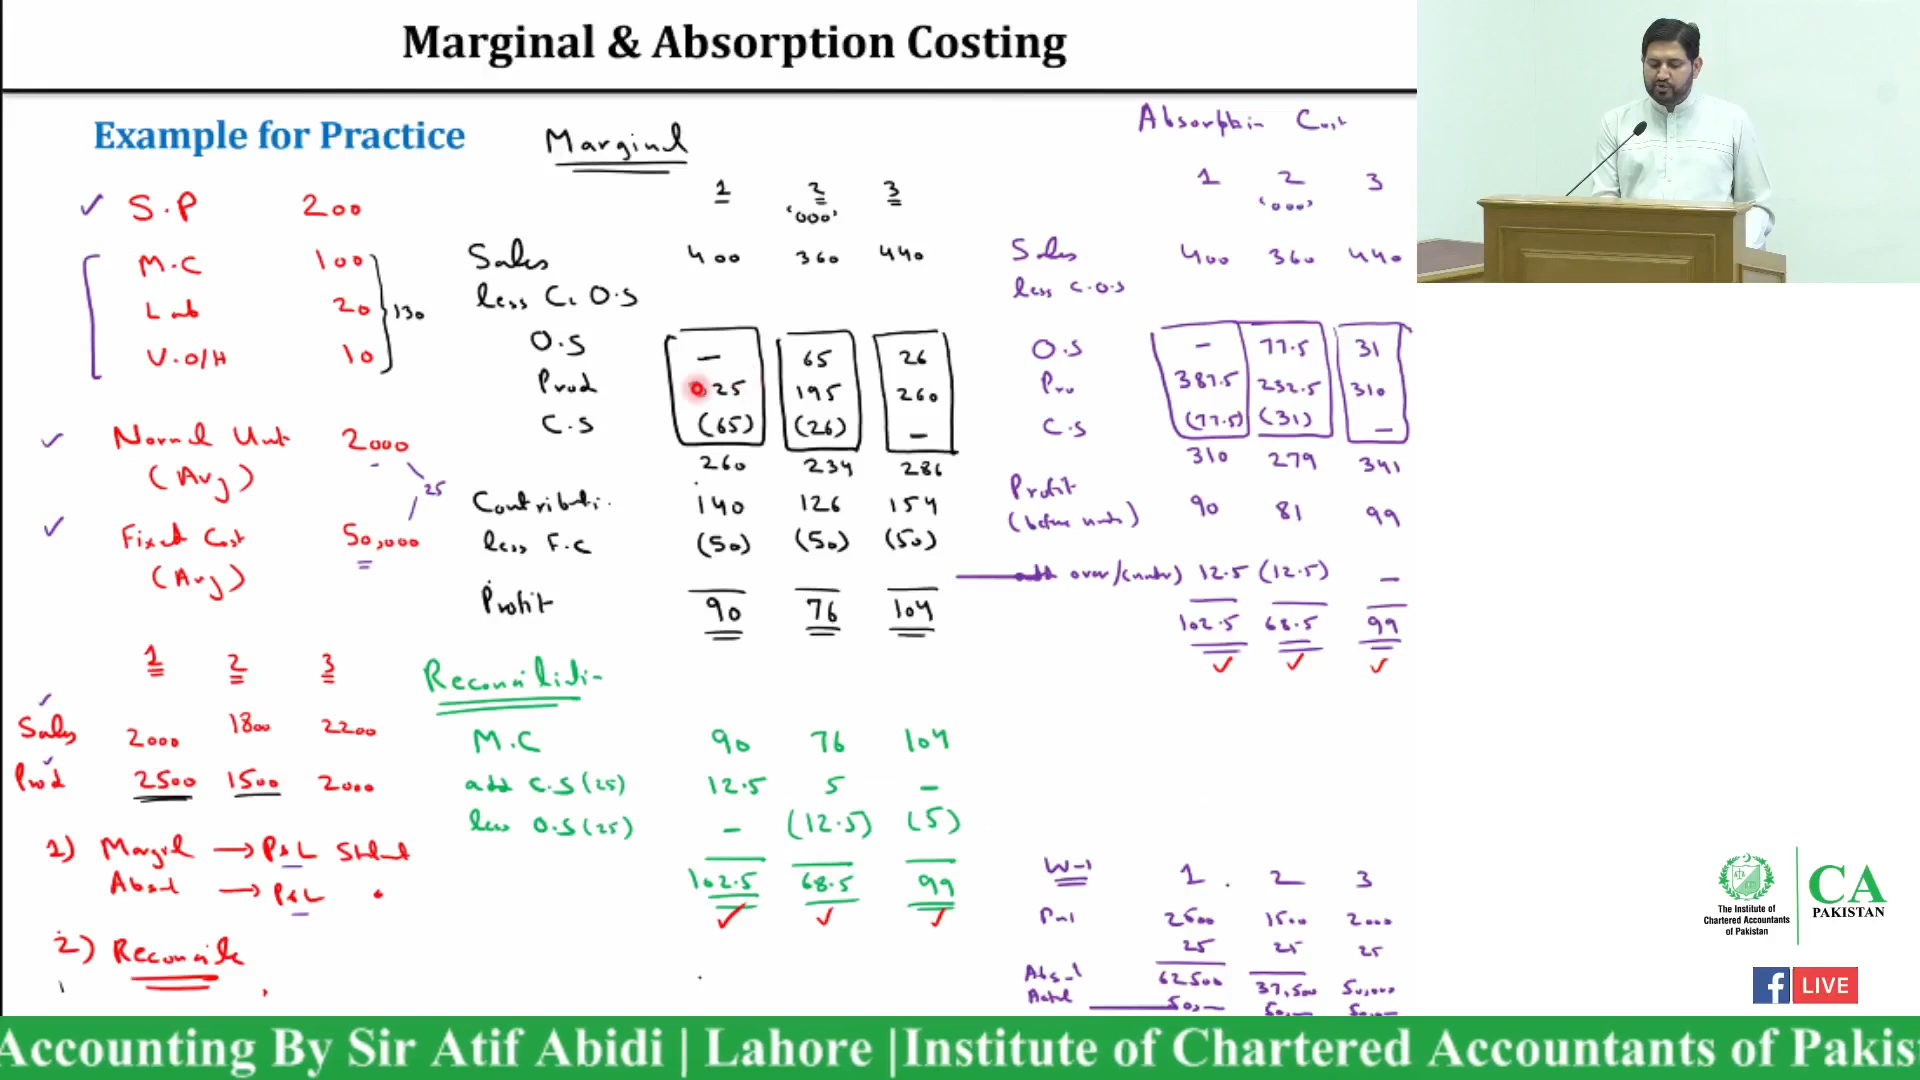 Marginal & Absorption Costing
Example for Practice
S.P 200
M.C 100
Lab 20
V.O/H 10
130
Normal Unit 2000
(Avg)
25
Fixed Cost 50,000
(Avg)
1 2 3
Sales 2000 1800 2200
Prod 2500 1500 2000
1) Margil → P&L
→ P&L
2) Reconcile
Marginal
1 2 3
'000'
Sales 400 360 440
less C.O.S
O.S — 65 26
Prod 25 195 260
C.S (65) (26) —
260 234 286
Contributi. 140 126 154
less F.C (50) (50) (50)
Profit 90 76 104
Reconciliti-
M.C 90 76 104
add C.S (25) 12.5 5 —
less O.S (25) — (12.5) (5)
102.5 68.5 99
Absorption Cost
1 2 3
'000'
Sales 400 360 440
less C.O.S
O.S — 77.5 31
Pro 387.5 232.5 310
C.S (77.5) (31) —
310 279 341
Profit 90 81 99
(before under)
add over/(under) 12.5 (12.5) —
102.5 68.5 99
W-1 1 2 3
2500 1500 2000
25 25 25
62500 37,500 50,000
The Institute of
Chartered Accountants
of Pakistan
CA
PAKISTAN
f LIVE
Accounting By Sir Atif Abidi | Lahore |Institute of Chartered Accountants of Pakis